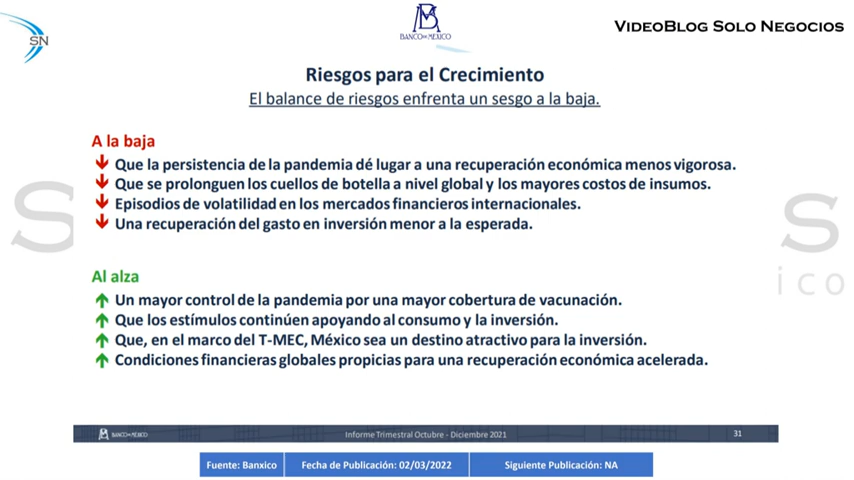 SN
BANCO DE MÉXICO
VIDEOBLOG SOLO NEGOCIOS
Riesgos para el Crecimiento
El balance de riesgos enfrenta un sesgo a la baja.
A la baja
Que la persistencia de la pandemia dé lugar a una recuperación económica menos vigorosa.
Que se prolonguen los cuellos de botella a nivel global y los mayores costos de insumos.
Episodios de volatilidad en los mercados financieros internacionales.
Una recuperación del gasto en inversión menor a la esperada.
S
S
ico
Al alza
Un mayor control de la pandemia por una mayor cobertura de vacunación.
Que los estímulos continúen apoyando al consumo y la inversión.
Que, en el marco del T-MEC, México sea un destino atractivo para la inversión.
Condiciones financieras globales propicias para una recuperación económica acelerada.
BANCO DE MÉXICO
Informe Trimestral Octubre - Diciembre 2021
31
Fuente: Banxico
Fecha de Publicación: 02/03/2022
Siguiente Publicación: NA